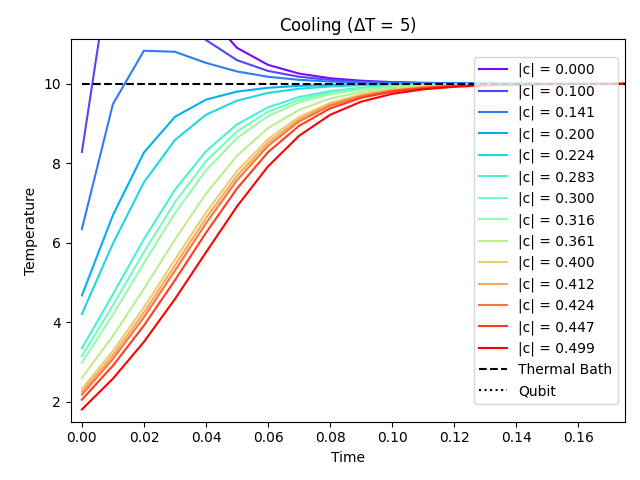 Cooling (ΔT = 5)
Temperature
10
8
6
4
2
0.00
0.02
0.04
0.06
0.08
0.10
0.12
0.14
0.16
Time
|c| = 0.000
|c| = 0.100
|c| = 0.141
|c| = 0.200
|c| = 0.224
|c| = 0.283
|c| = 0.300
|c| = 0.316
|c| = 0.361
|c| = 0.400
|c| = 0.412
|c| = 0.424
|c| = 0.447
|c| = 0.499
Thermal Bath
Qubit